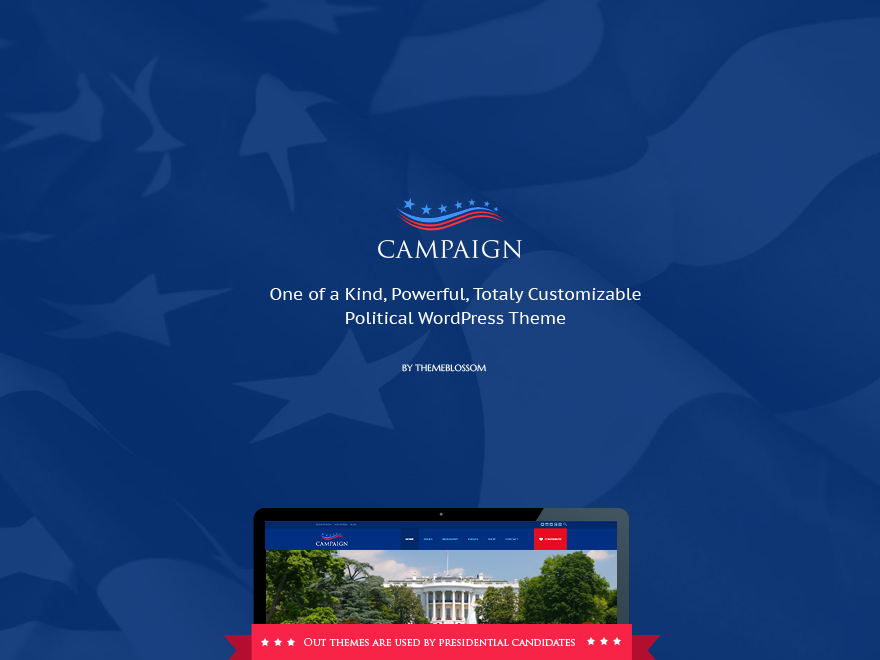 CAMPAIGN
One of a Kind, Powerful, Totaly Customizable
Political WordPress Theme
BY THEMEBLOSSOM
CAMPAIGN
HOME
OUT THEMES ARE USED BY PRESIDENTIAL CANDIDATES